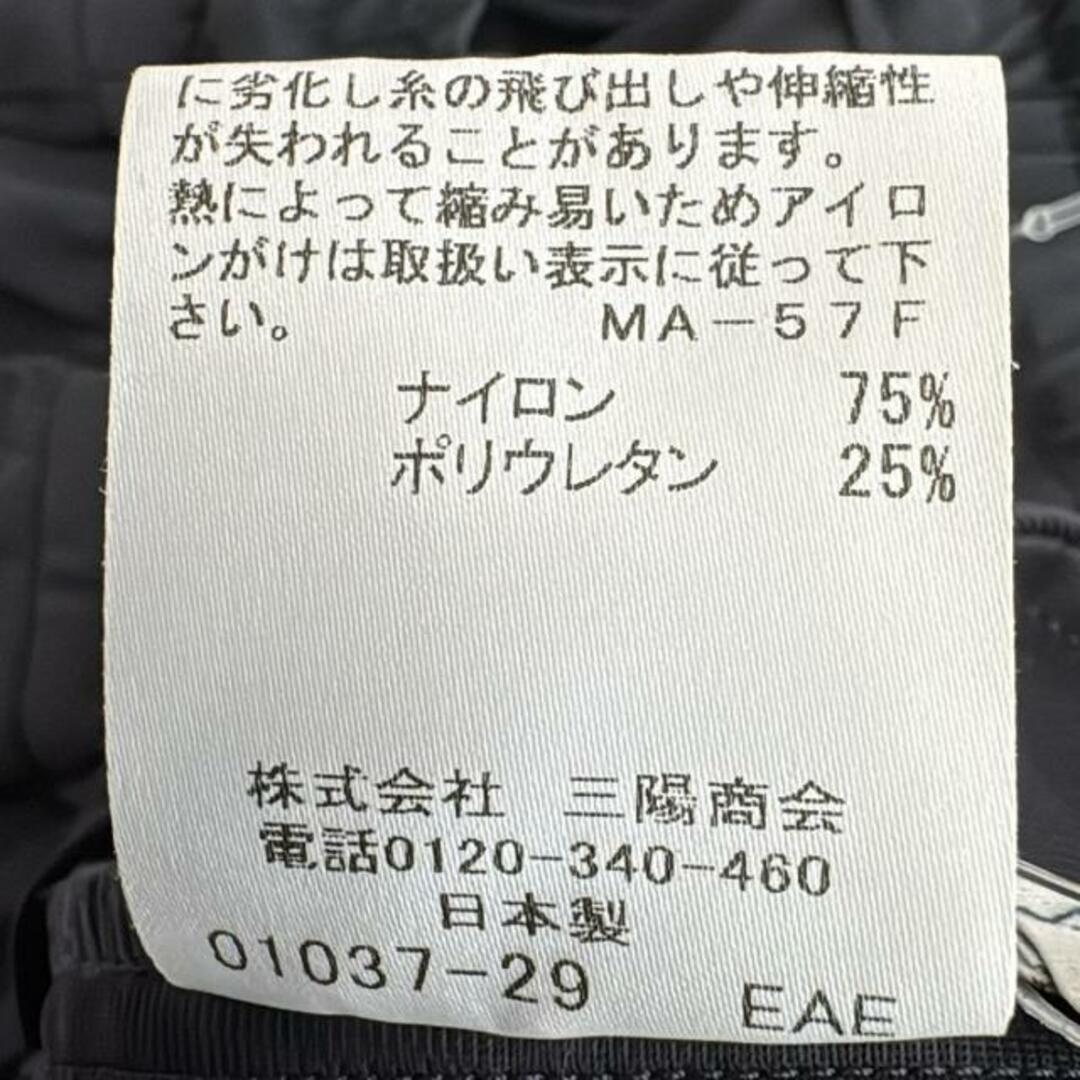 に劣化し糸の飛び出しや伸縮性
が失われることがあります。
熱によって縮み易いためアイロ
ンがけは取扱い表示に従って下
さい。 MA－57F
ナイロン 75%
ポリウレタン 25%
株式会社 三陽商会
電話0120-340-460
日本製
01037-29 EAE